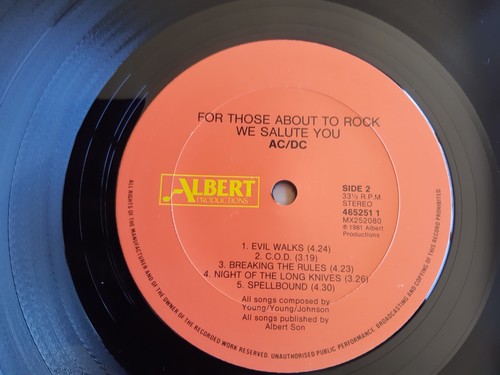 FOR THOSE ABOUT TO ROCK
WE SALUTE YOU
AC/DC
ALBERT
PRODUCTIONS
SIDE 2
33⅓ R.P.M.
STEREO
465251 1
MX252080
℗ 1981 Albert
Productions
1. EVIL WALKS (4.24)
2. C.O.D. (3.19)
3. BREAKING THE RULES (4.23)
4. NIGHT OF THE LONG KNIVES (3.26)
5. SPELLBOUND (4.30)
All songs composed by
Young/Young/Johnson
All songs published by
Albert Son
ALL RIGHTS OF THE MANUFACTURER AND OF THE OWNER OF THE RECORDED WORK RESERVED. UNAUTHORISED PUBLIC PERFORMANCE, BROADCASTING AND COPYING OF THIS RECORD PROHIBITED